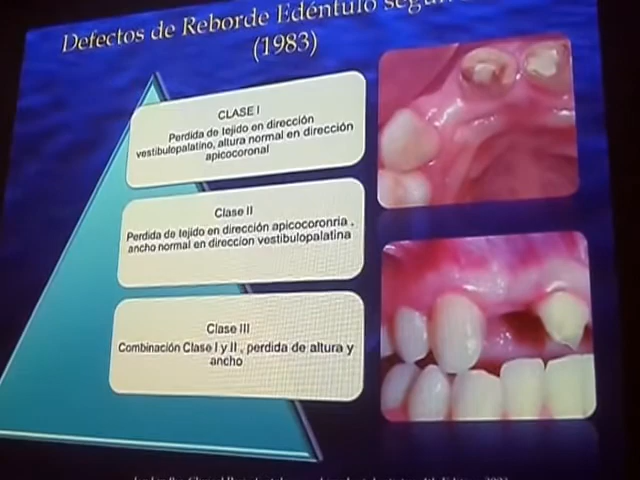 Defectos de Reborde Edéntulo según
(1983)
CLASE I
Perdida de tejido en dirección
vestibulopalatino, altura normal en dirección
apicocoronal
Clase II
Perdida de tejido en dirección apicocoronria ,
ancho normal en direccion vestibulopalatina
Clase III
Combinación Clase I y II , perdida de altura y
ancho